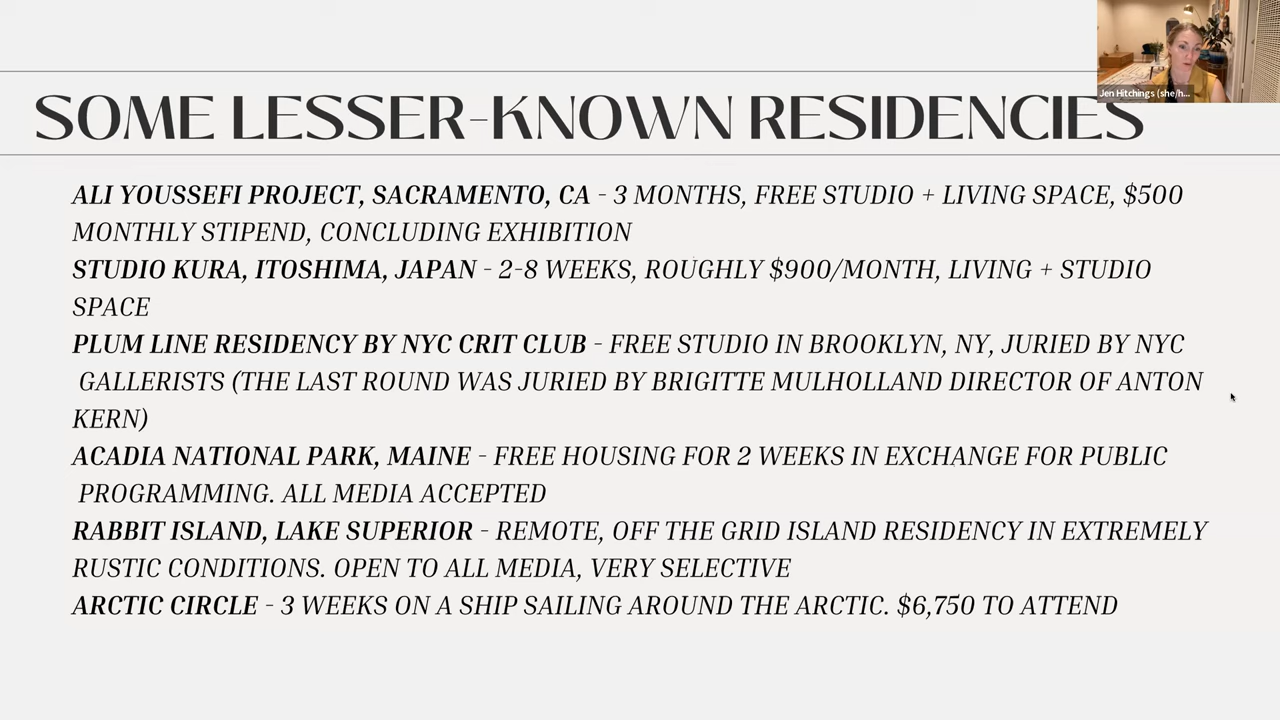 Jen Hitchings (she/h...
SOME LESSER-KNOWN RESIDENCIES
ALI YOUSSEFI PROJECT, SACRAMENTO, CA - 3 MONTHS, FREE STUDIO + LIVING SPACE, $500
MONTHLY STIPEND, CONCLUDING EXHIBITION
STUDIO KURA, ITOSHIMA, JAPAN - 2-8 WEEKS, ROUGHLY $900/MONTH, LIVING + STUDIO
SPACE
PLUM LINE RESIDENCY BY NYC CRIT CLUB - FREE STUDIO IN BROOKLYN, NY, JURIED BY NYC
GALLERISTS (THE LAST ROUND WAS JURIED BY BRIGITTE MULHOLLAND DIRECTOR OF ANTON
KERN)
ACADIA NATIONAL PARK, MAINE - FREE HOUSING FOR 2 WEEKS IN EXCHANGE FOR PUBLIC
PROGRAMMING. ALL MEDIA ACCEPTED
RABBIT ISLAND, LAKE SUPERIOR - REMOTE, OFF THE GRID ISLAND RESIDENCY IN EXTREMELY
RUSTIC CONDITIONS. OPEN TO ALL MEDIA, VERY SELECTIVE
ARCTIC CIRCLE - 3 WEEKS ON A SHIP SAILING AROUND THE ARCTIC. $6,750 TO ATTEND